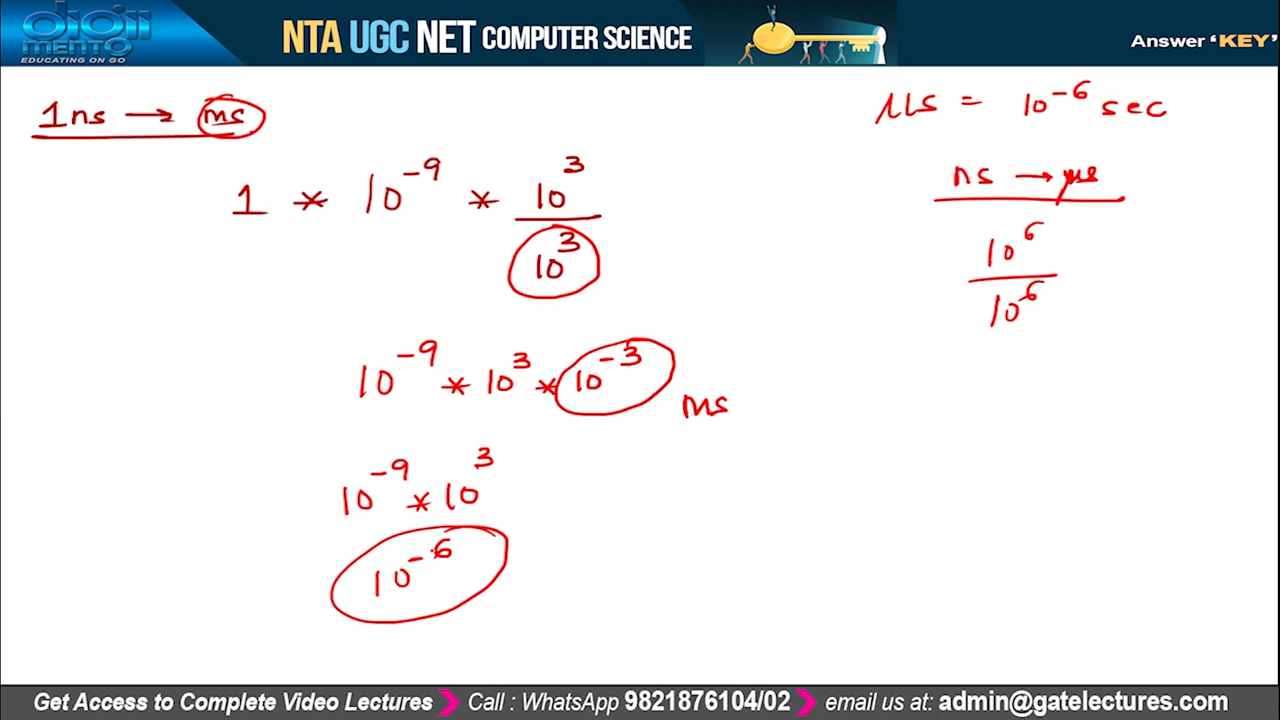 didii
MENTO
EDUCATING ON GO
NTA UGC NET COMPUTER SCIENCE
Answer ‘KEY’
1ns → ms
1 * 10^-9 * 10^3 / 10^3
10^-9 * 10^3 * 10^-3 ms
10^-9 * 10^3
10^-6
μs = 10^-6 sec
ns → μs
10^6 / 10^6
Get Access to Complete Video Lectures Call : WhatsApp 9821876104/02 email us at: admin@gatelectures.com